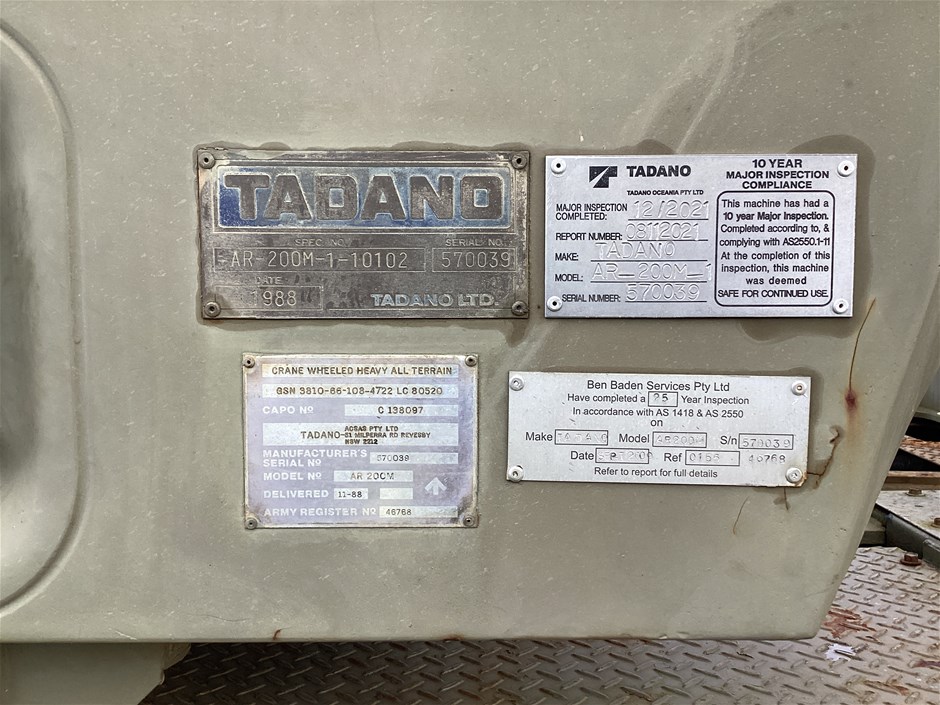 TADANO
SPEC. NO.
SERIAL NO.
AR-200M-1-10102
570039
DATE
1988
TADANO LTD.
TADANO
TADANO OCEANIA PTY LTD
MAJOR INSPECTION COMPLETED: 12/2021
REPORT NUMBER: 08112021
MAKE: TADANO
MODEL: AR-200M-1
SERIAL NUMBER: 570039
10 YEAR
MAJOR INSPECTION
COMPLIANCE
This machine has had a
10 year Major Inspection.
Completed according to, &
complying with AS2550.1-11
At the completion of this
inspection, this machine
was deemed
SAFE FOR CONTINUED USE.
CRANE WHEELED HEAVY ALL TERRAIN
GSN 3810-66-108-4722 LC 80520
CAPO Nº C 138097
TADANO-31 MILPERRA RD REVESBY
NSW 2212
MANUFACTURER'S
SERIAL Nº 570039
MODEL Nº AR 200M
DELIVERED 11-88
ARMY REGISTER Nº 46768
Ben Baden Services Pty Ltd
Have completed a 25 Year Inspection
In accordance with AS 1418 & AS 2550
on
Make TADANO Model AR200M S/n 570039
Date Ref 46768
Refer to report for full details